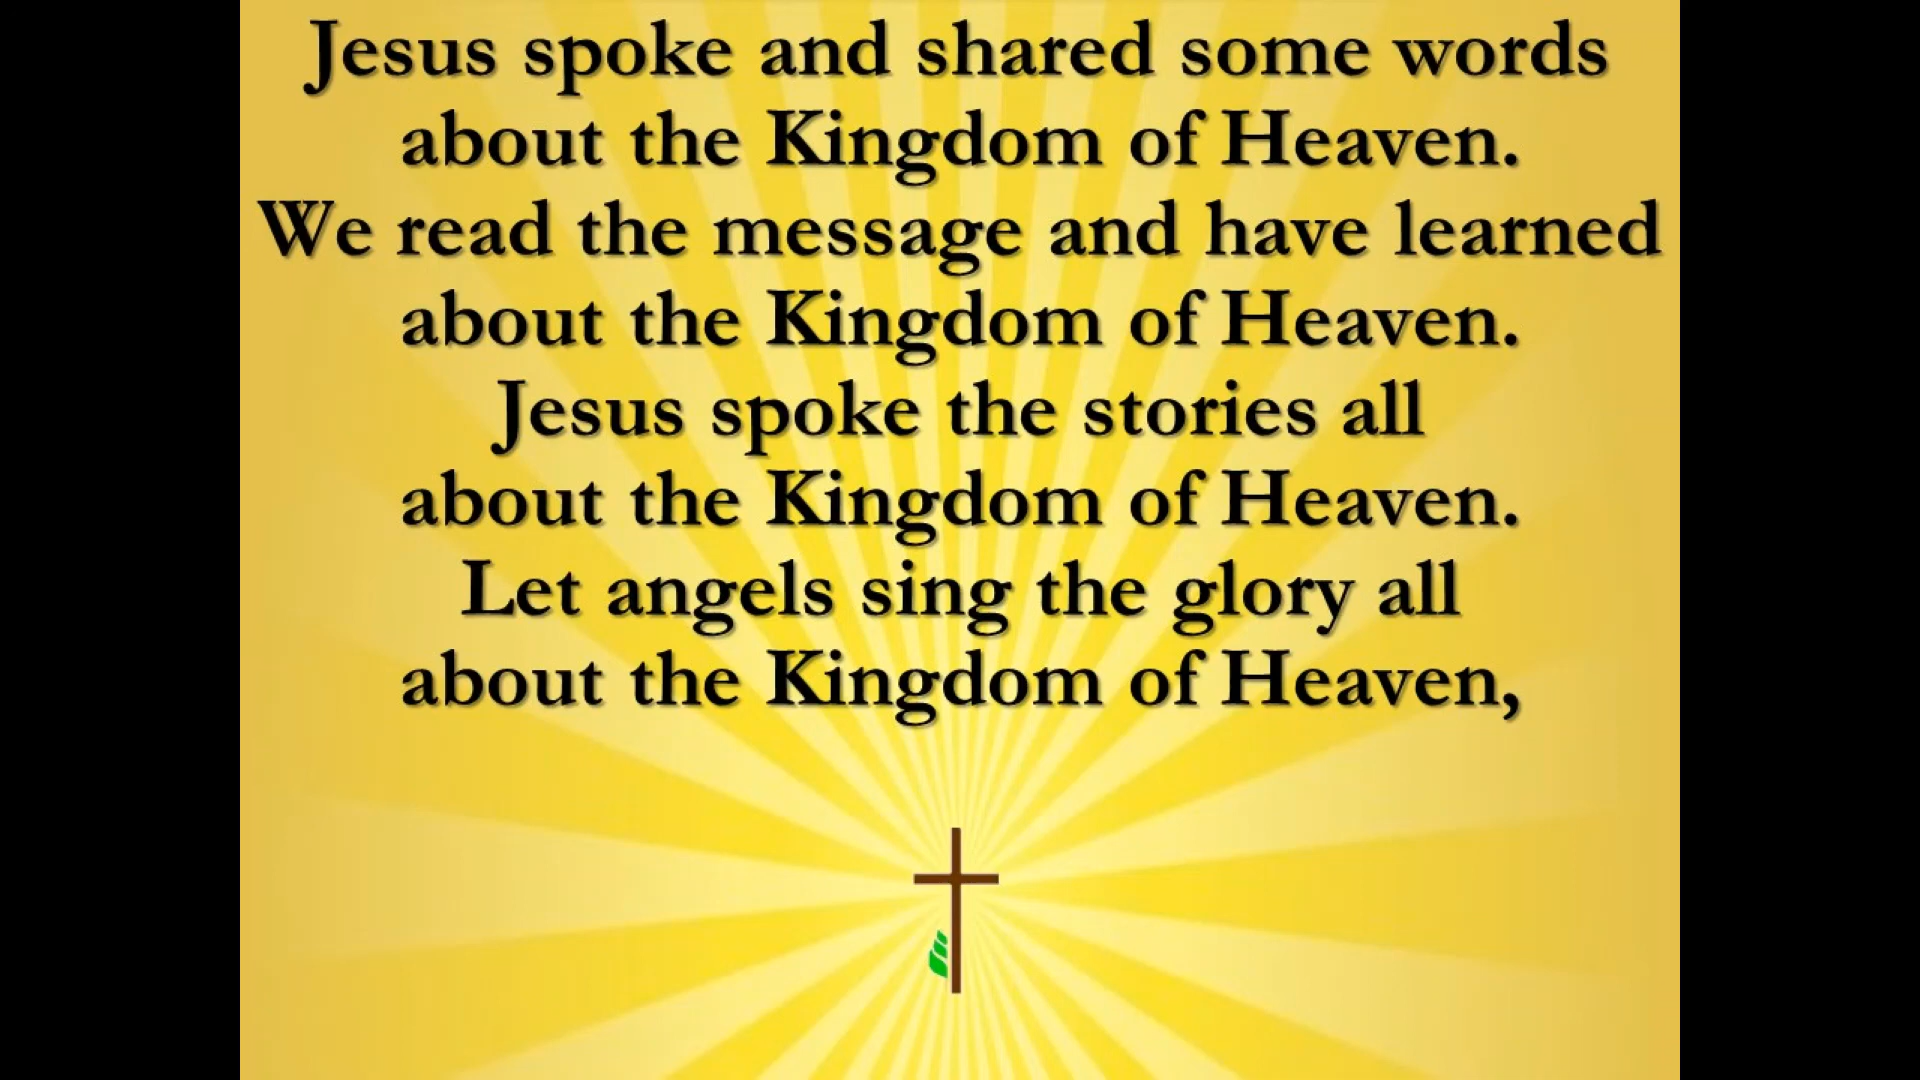 Jesus spoke and shared some words
about the Kingdom of Heaven.
We read the message and have learned
about the Kingdom of Heaven.
Jesus spoke the stories all
about the Kingdom of Heaven.
Let angels sing the glory all
about the Kingdom of Heaven,